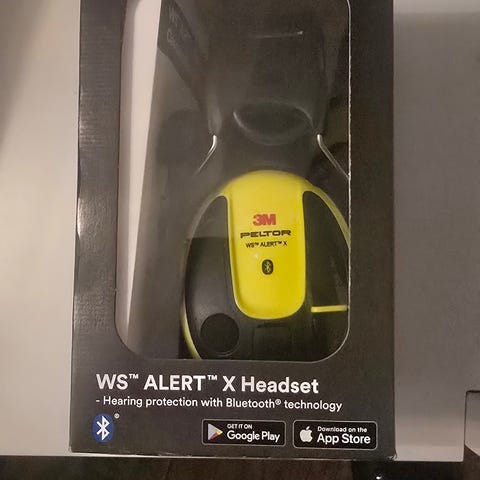 3M
PELTOR
WS™ ALERT™ X
WS™ ALERT™ X Headset
- Hearing protection with Bluetooth® technology
®
GET IT ON
Google Play
Download on the
App Store